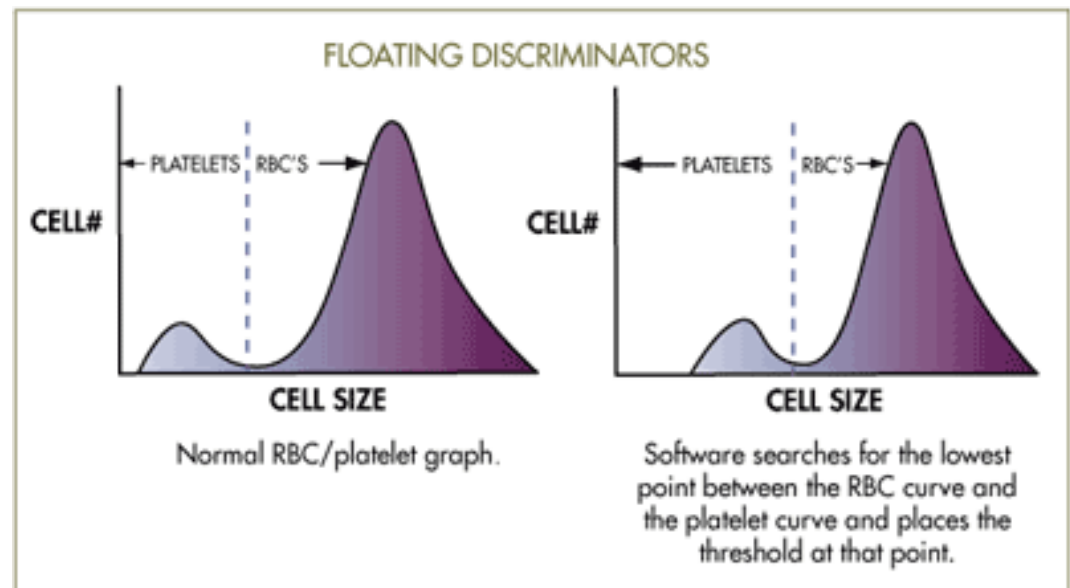 FLOATING DISCRIMINATORS
PLATELETS RBC'S
CELL#
CELL SIZE
Normal RBC/platelet graph.
PLATELETS RBC'S
CELL#
CELL SIZE
Software searches for the lowest
point between the RBC curve and
the platelet curve and places the
threshold at that point.